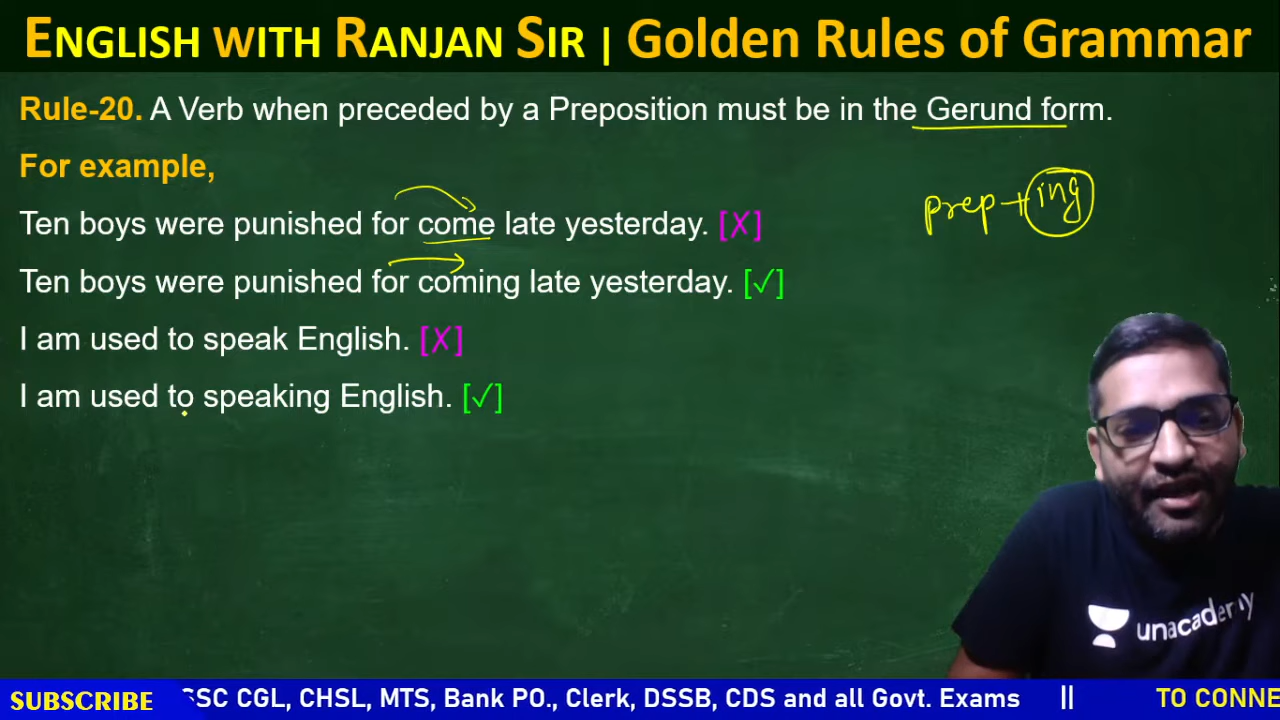 ENGLISH WITH RANJAN SIR | Golden Rules of Grammar
Rule-20. A Verb when preceded by a Preposition must be in the Gerund form.
For example,
prep + ing
Ten boys were punished for come late yesterday. [X]
Ten boys were punished for coming late yesterday. [✓]
I am used to speak English. [X]
I am used to speaking English. [✓]
unacademy
SUBSCRIBE SSC CGL, CHSL, MTS, Bank PO., Clerk, DSSB, CDS and all Govt. Exams || TO CONNE